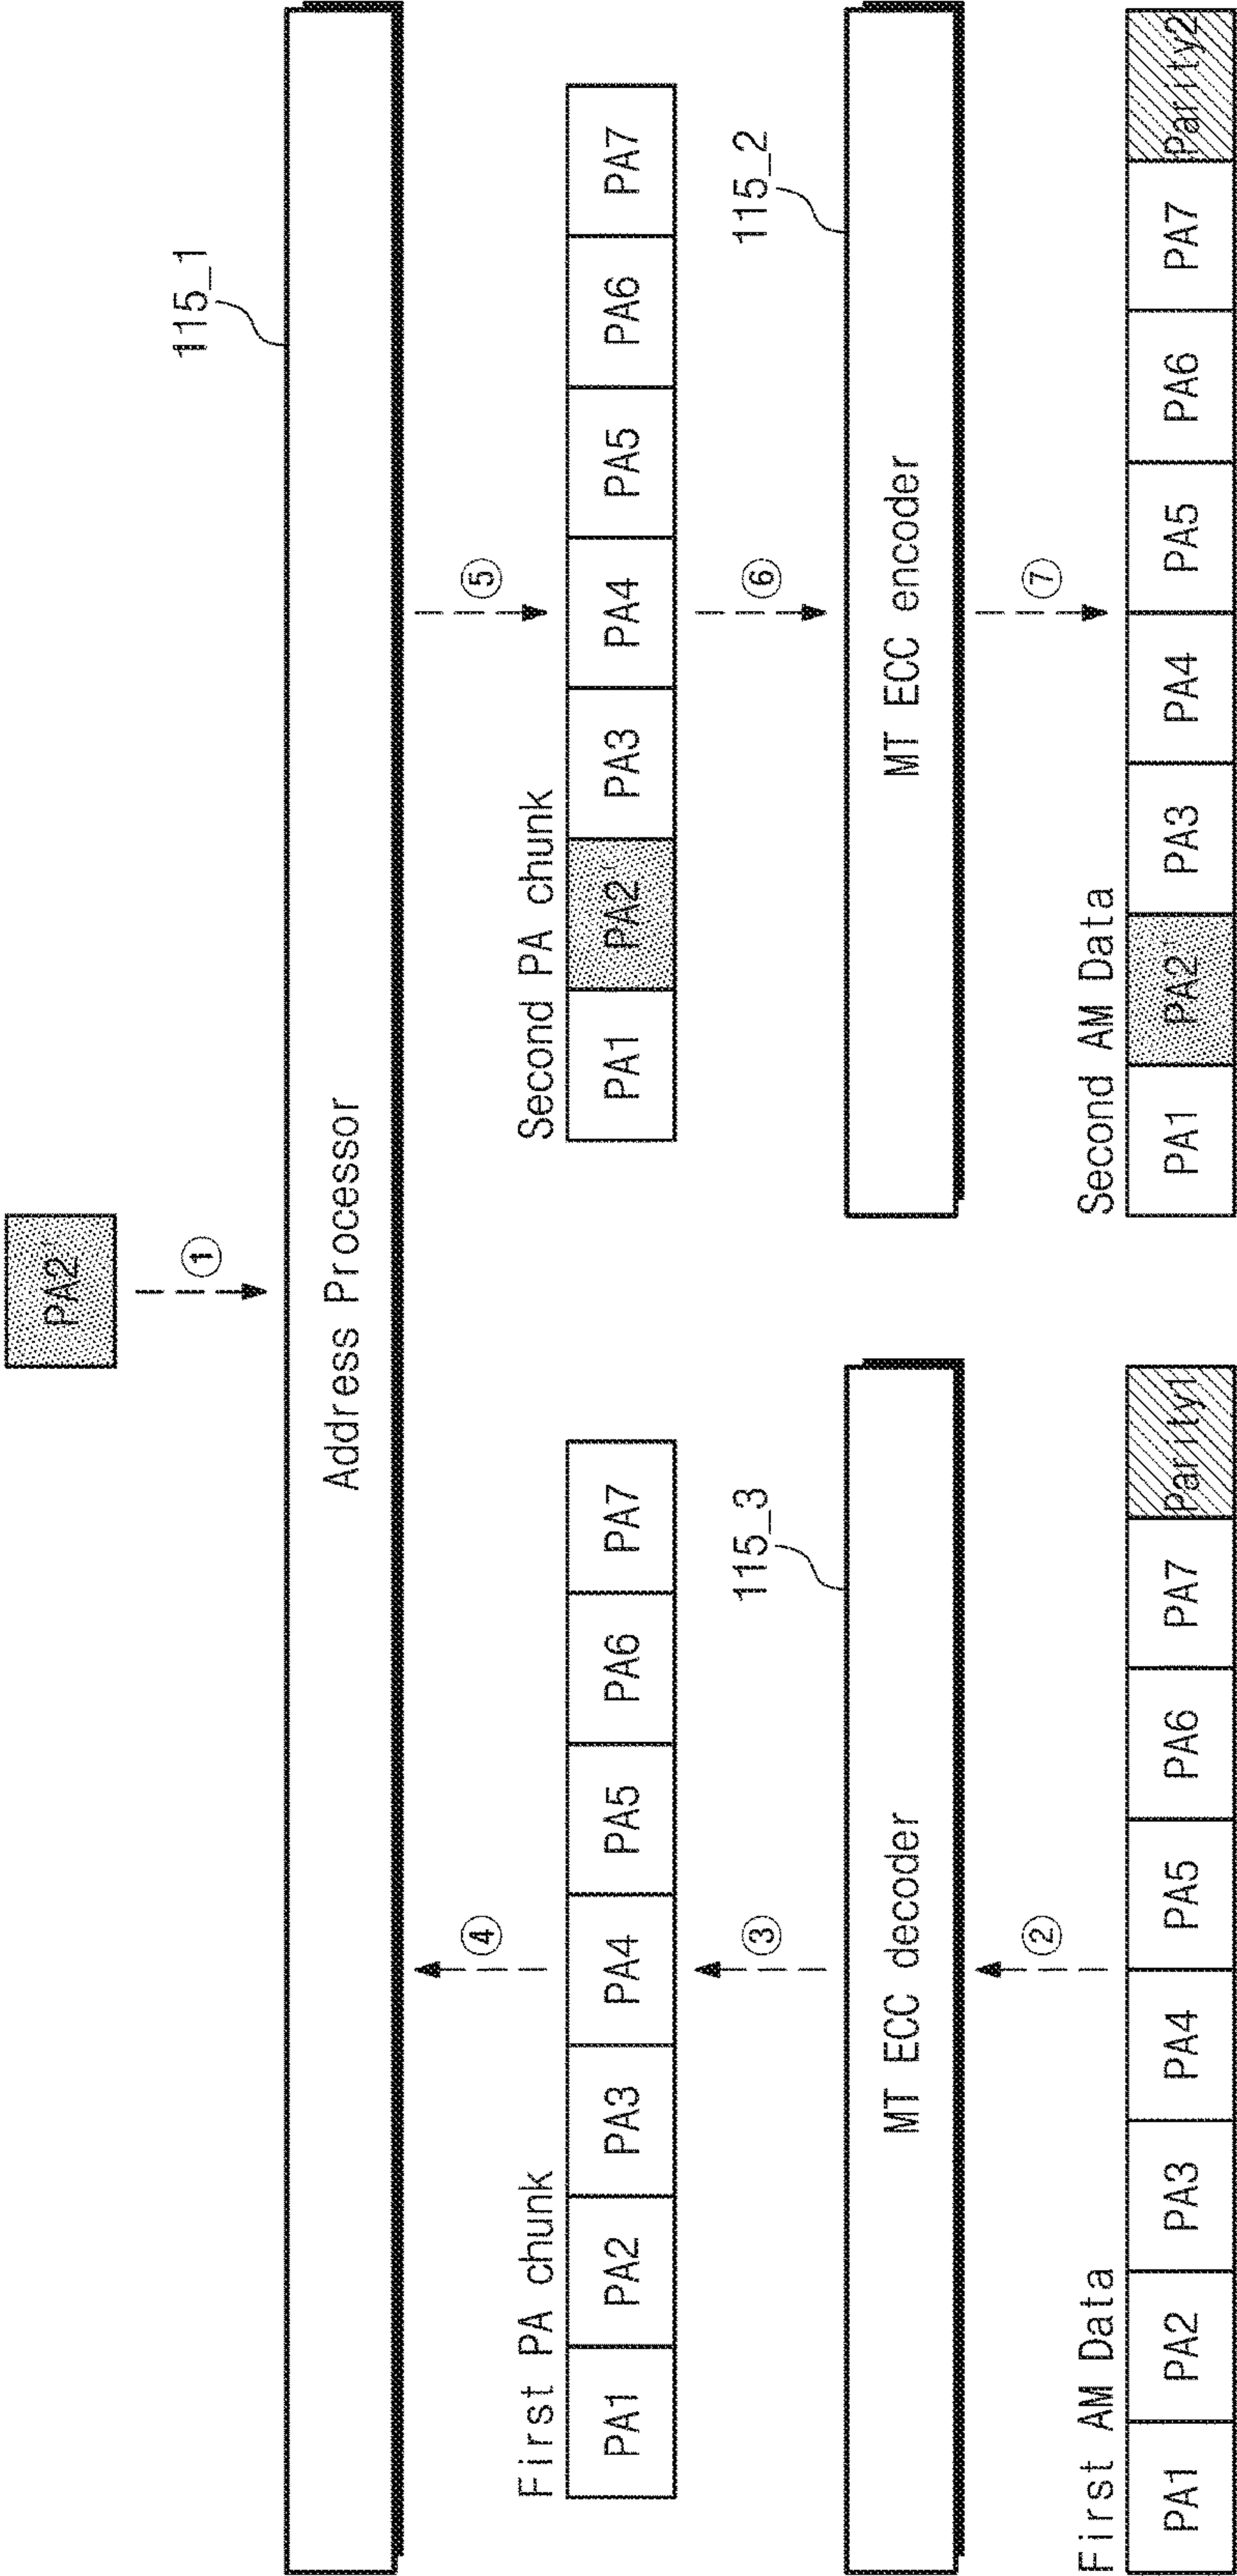 PA2'
①
115_1
Address Processor
④
⑤
First PA chunk
PA1 PA2 PA3 PA4 PA5 PA6 PA7
Second PA chunk
PA1 PA2' PA3 PA4 PA5 PA6 PA7
③
115_3
⑥
115_2
MT ECC decoder
MT ECC encoder
②
⑦
First AM Data
PA1 PA2 PA3 PA4 PA5 PA6 PA7 Parity1
Second AM Data
PA1 PA2' PA3 PA4 PA5 PA6 PA7 Parity2